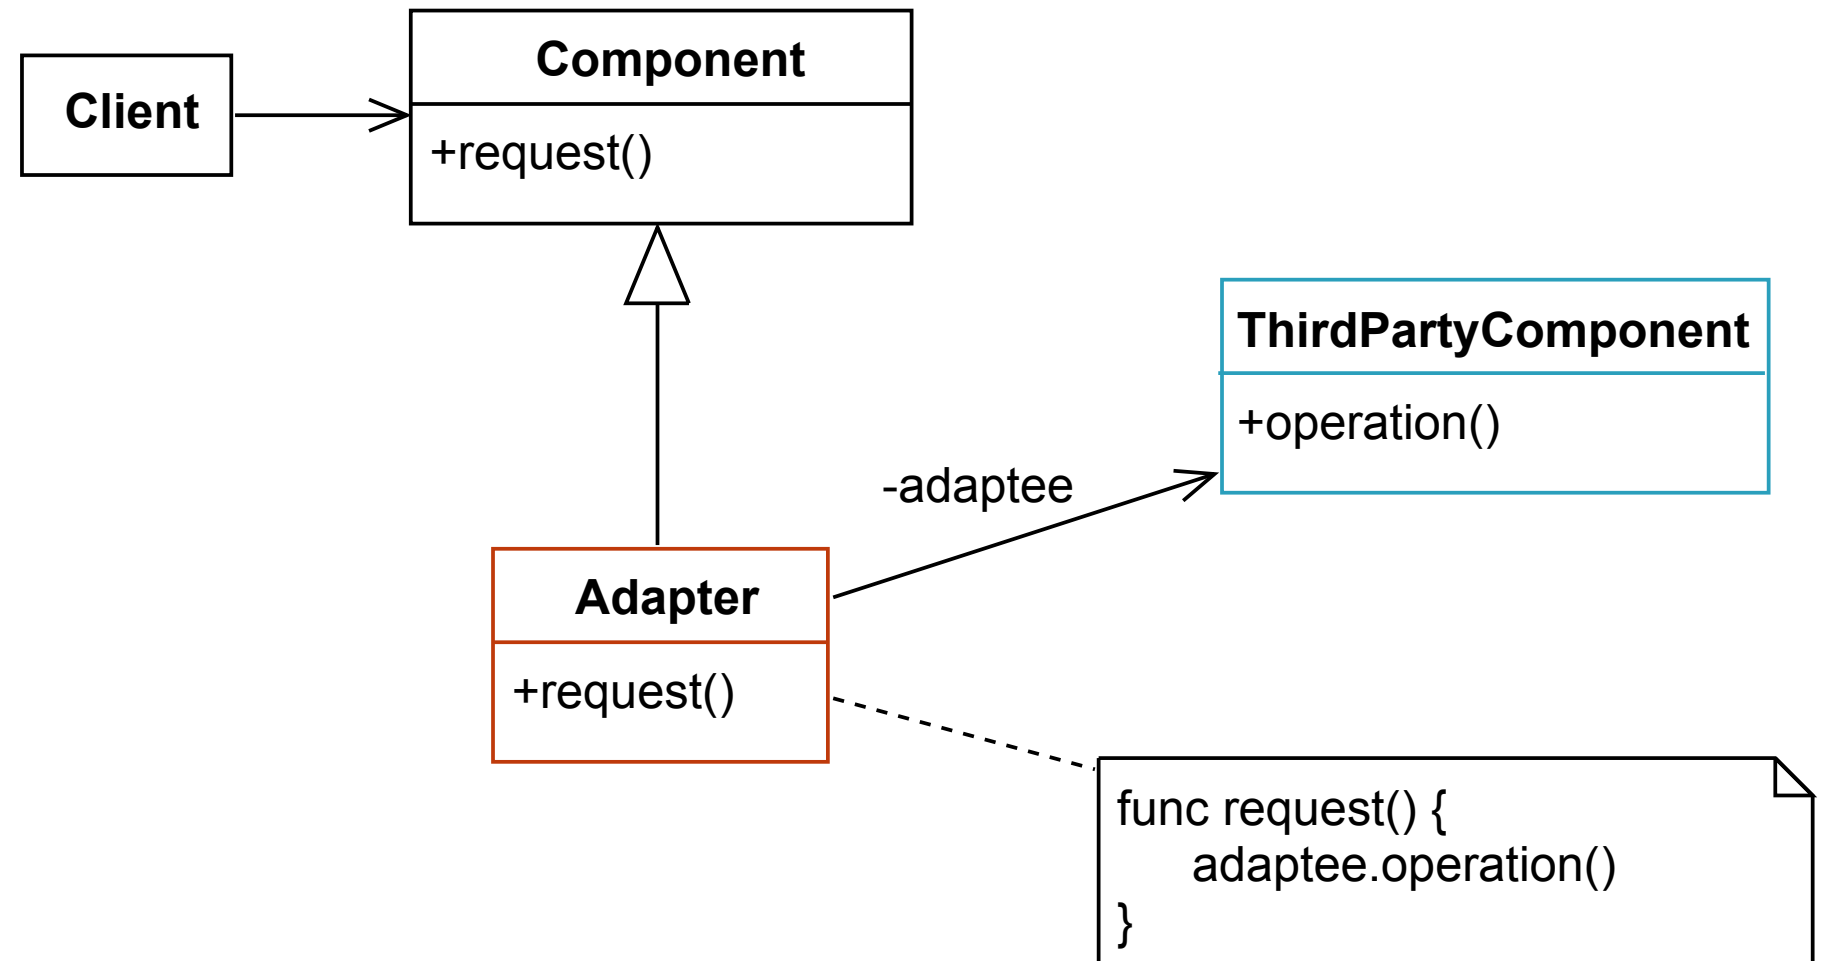 Client
Component
+request()
ThirdPartyComponent
+operation()
-adaptee
Adapter
+request()
func request() {
adaptee.operation()
}